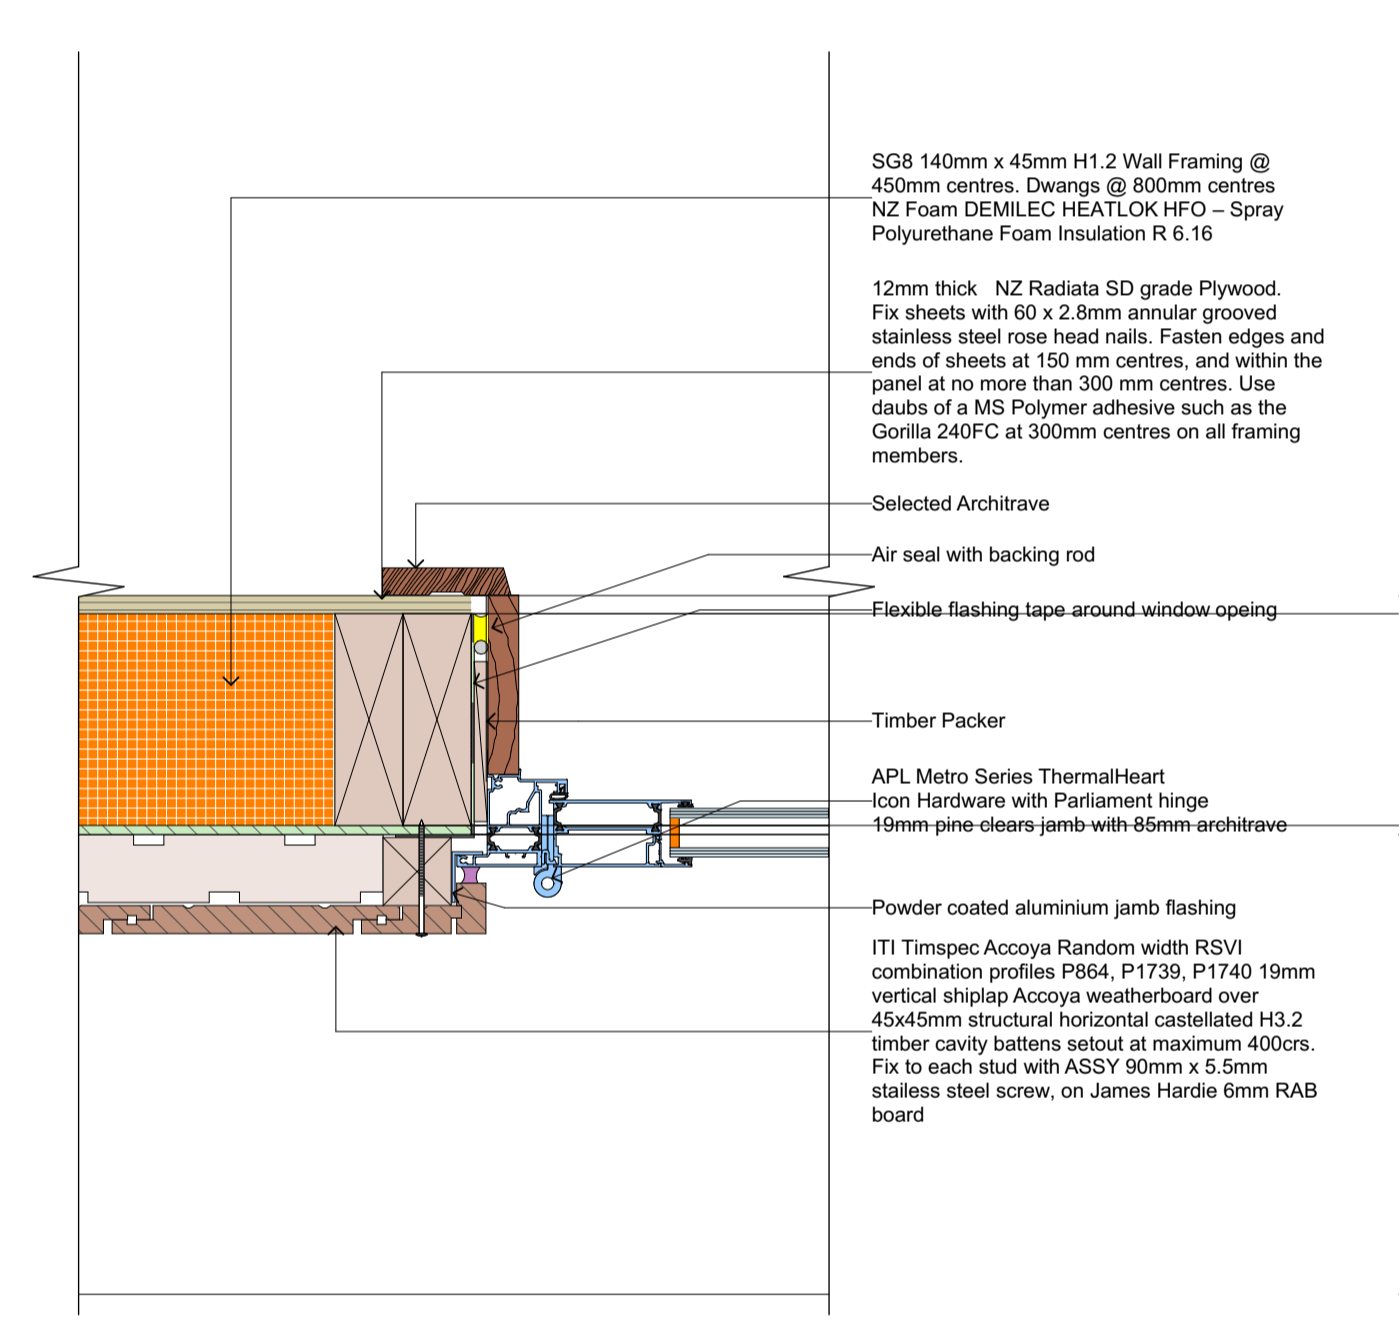 SG8 140mm x 45mm H1.2 Wall Framing @
450mm centres. Dwangs @ 800mm centres
NZ Foam DEMILEC HEATLOK HFO – Spray
Polyurethane Foam Insulation R 6.16
12mm thick   NZ Radiata SD grade Plywood.
Fix sheets with 60 x 2.8mm annular grooved
stainless steel rose head nails. Fasten edges and
ends of sheets at 150 mm centres, and within the
panel at no more than 300 mm centres. Use
daubs of a MS Polymer adhesive such as the
Gorilla 240FC at 300mm centres on all framing
members.
Selected Architrave
Air seal with backing rod
Flexible flashing tape around window opeing
Timber Packer
APL Metro Series ThermalHeart
Icon Hardware with Parliament hinge
19mm pine clears jamb with 85mm architrave
Powder coated aluminium jamb flashing
ITI Timspec Accoya Random width RSVI
combination profiles P864, P1739, P1740 19mm
vertical shiplap Accoya weatherboard over
45x45mm structural horizontal castellated H3.2
timber cavity battens setout at maximum 400crs.
Fix to each stud with ASSY 90mm x 5.5mm
stailess steel screw, on James Hardie 6mm RAB
board